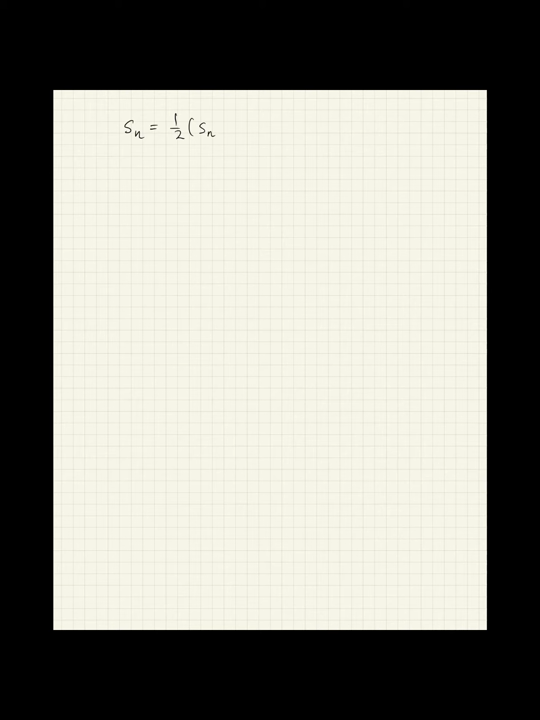 Sn = 1/2 ( Sn